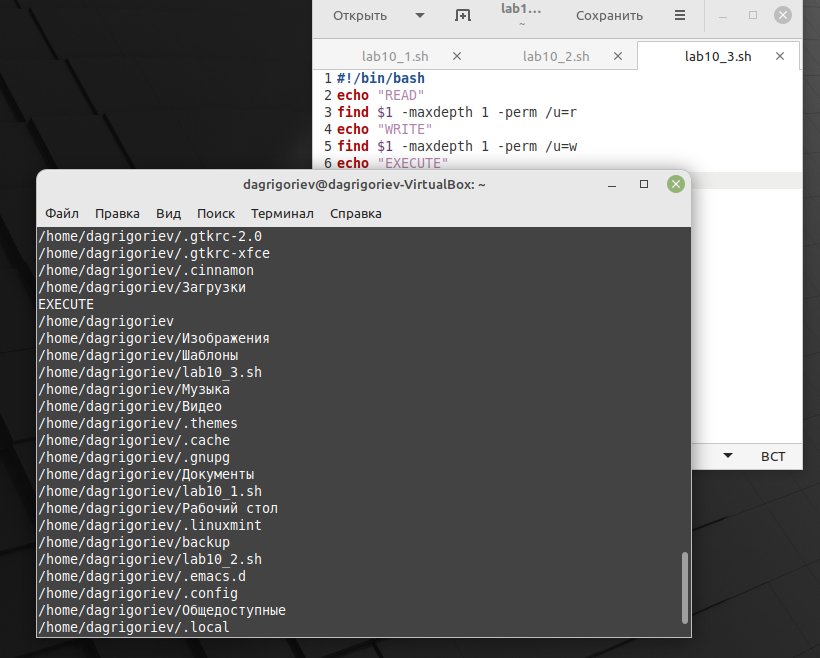 Открыть
lab1...
~
Сохранить
lab10_1.sh
lab10_2.sh
lab10_3.sh
1 #!/bin/bash
2 echo "READ"
3 find $1 -maxdepth 1 -perm /u=r
4 echo "WRITE"
5 find $1 -maxdepth 1 -perm /u=w
6 echo "EXECUTE"
dagrigoriev@dagrigoriev-VirtualBox: ~
Файл Правка Вид Поиск Терминал Справка
/home/dagrigoriev/.gtkrc-2.0
/home/dagrigoriev/.gtkrc-xfce
/home/dagrigoriev/.cinnamon
/home/dagrigoriev/Загрузки
EXECUTE
/home/dagrigoriev
/home/dagrigoriev/Изображения
/home/dagrigoriev/Шаблоны
/home/dagrigoriev/lab10_3.sh
/home/dagrigoriev/Музыка
/home/dagrigoriev/Видео
/home/dagrigoriev/.themes
/home/dagrigoriev/.cache
/home/dagrigoriev/.gnupg
/home/dagrigoriev/Документы
/home/dagrigoriev/lab10_1.sh
/home/dagrigoriev/Рабочий стол
/home/dagrigoriev/.linuxmint
/home/dagrigoriev/backup
/home/dagrigoriev/lab10_2.sh
/home/dagrigoriev/.emacs.d
/home/dagrigoriev/.config
/home/dagrigoriev/Общедоступные
/home/dagrigoriev/.local
ВСТ